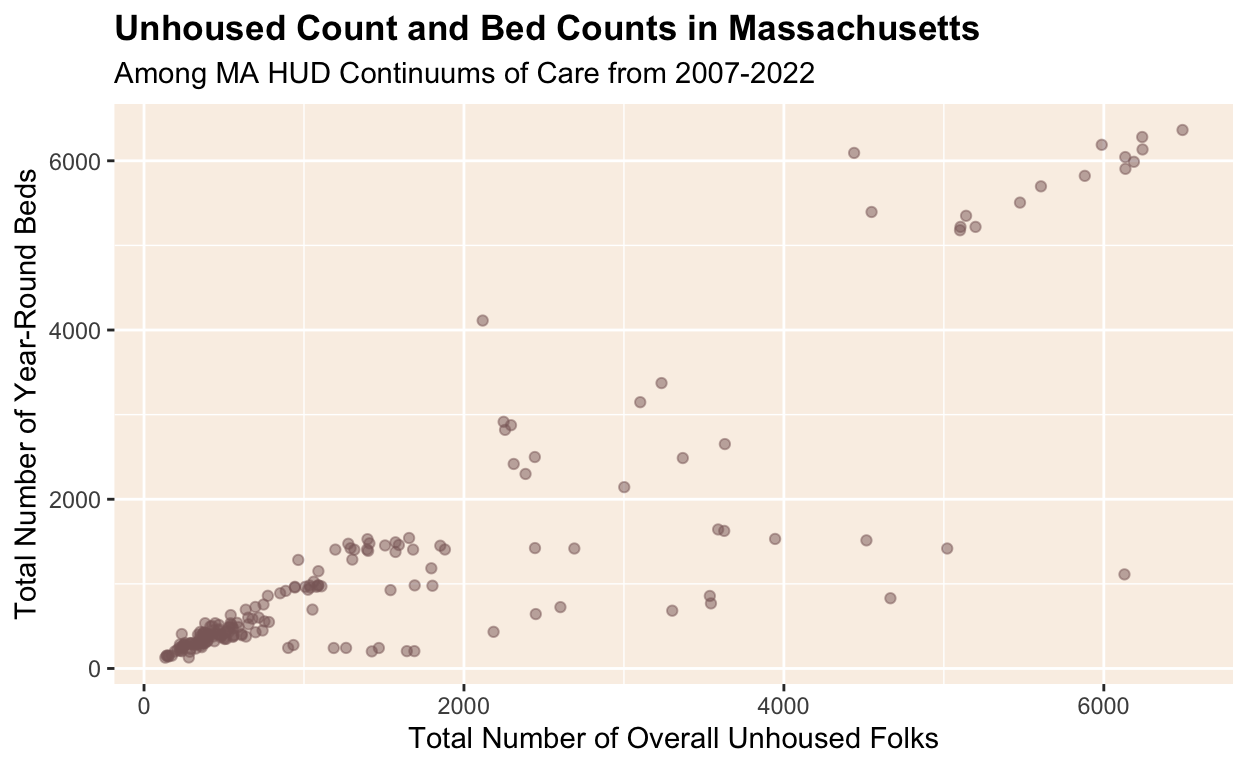 Unhoused Count and Bed Counts in Massachusetts
Among MA HUD Continuums of Care from 2007-2022
Total Number of Year-Round Beds
6000
4000
2000
0
0 2000 4000 6000
Total Number of Overall Unhoused Folks